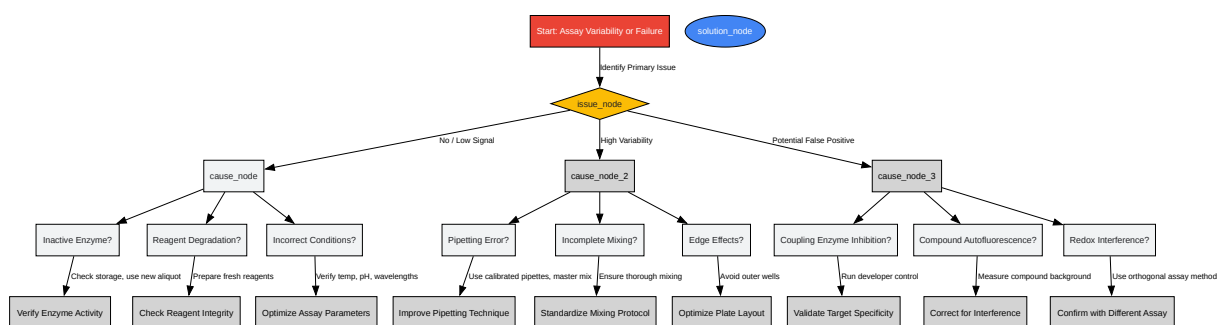 Start: Assay Variability or Failure
solution_node
Identify Primary Issue
issue_node
No / Low Signal
High Variability
Potential False Positive
cause_node
cause_node_2
cause_node_3
Inactive Enzyme?
Reagent Degradation?
Incorrect Conditions?
Pipetting Error?
Incomplete Mixing?
Edge Effects?
Coupling Enzyme Inhibition?
Compound Autofluorescence?
Redox Interference?
Check storage, use new aliquot
Prepare fresh reagents
Verify temp, pH, wavelengths
Use calibrated pipettes, master mix
Ensure thorough mixing
Avoid outer wells
Run developer control
Measure compound background
Use orthogonal assay method
Verify Enzyme Activity
Check Reagent Integrity
Optimize Assay Parameters
Improve Pipetting Technique
Standardize Mixing Protocol
Optimize Plate Layout
Validate Target Specificity
Correct for Interference
Confirm with Different Assay